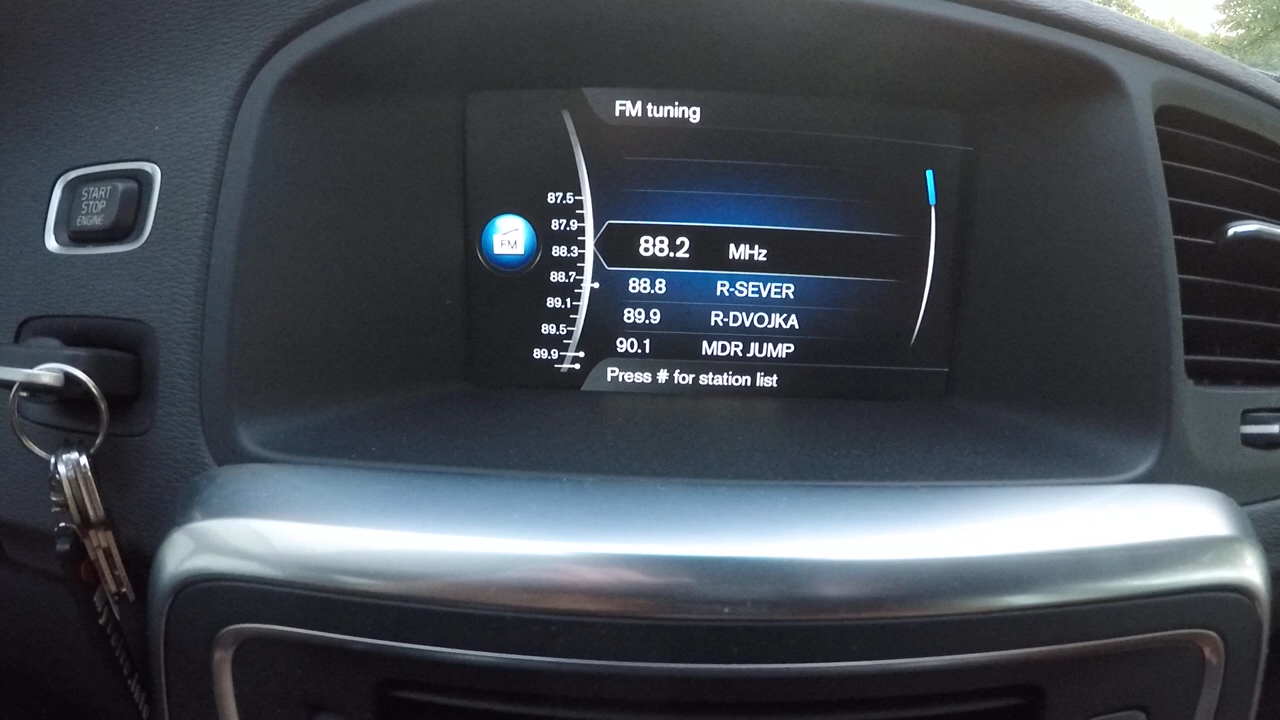 FM tuning
START
STOP
ENGINE
FM
87.5
87.9
88.3
88.7
89.1
89.5
89.9
88.2 MHz
88.8 R-SEVER
89.9 R-DVOJKA
90.1 MDR JUMP
Press # for station list